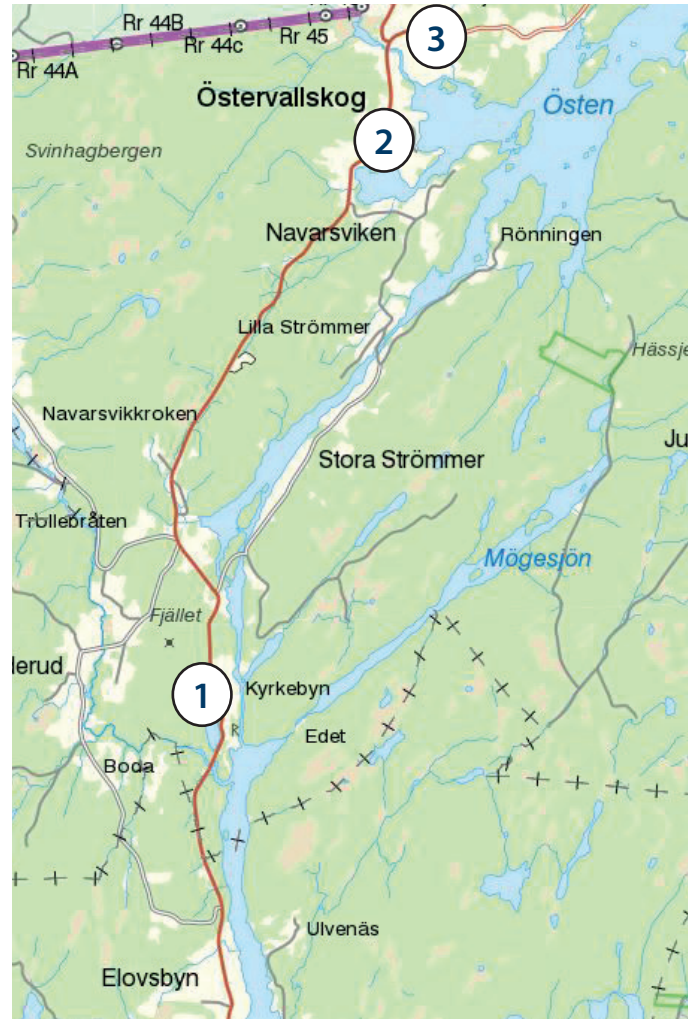 Rr 44B
Rr 44c
Rr 45
Rr 44A
3
Östervallskog
Östen
2
Svinhagbergen
Navarsviken
Rönningen
Lilla Strömmer
Hässje
Navarsvikkroken
Ju
Stora Strömmer
Trollebråten
Mögesjön
Fjället
lerud
1
Kyrkebyn
R
Edet
Boda
Ulvenäs
Elovsbyn